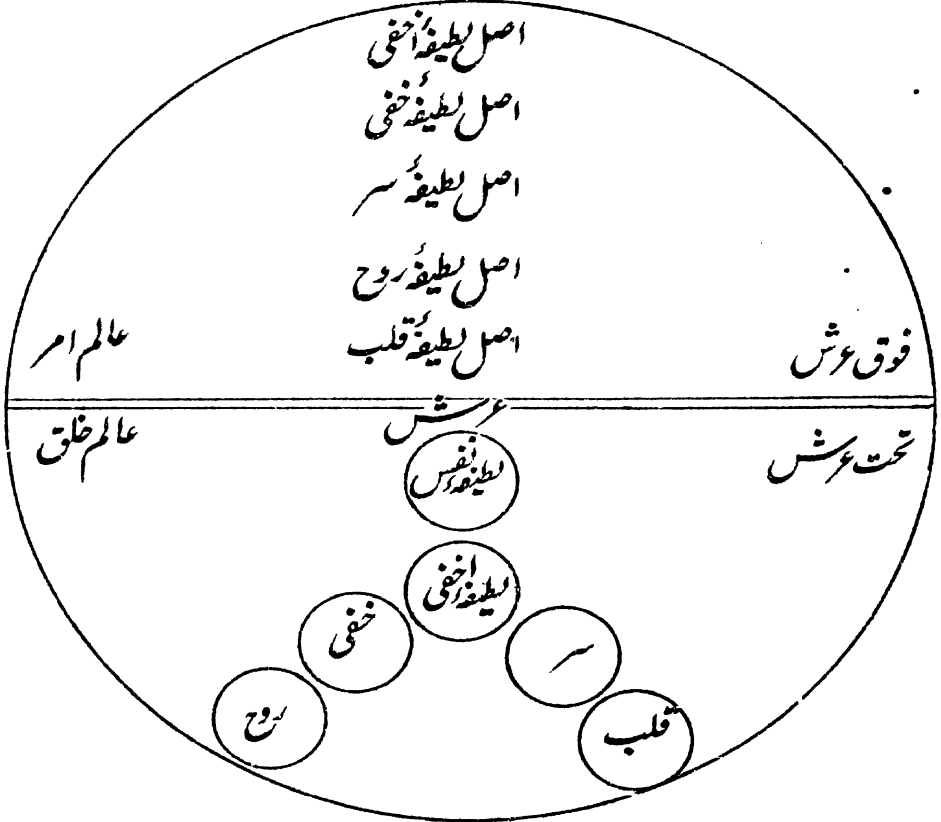 اصل لطیفۂ أخفی
اصل لطیفۂ خفی
اصل لطیفۂ سر
اصل لطیفۂ روح
اصل لطیفۂ قلب
فوق عرش
عالم امر
عرش
تحت عرش
عالم خلق
لطیفۂ نفس
لطیفۂ اخفی
سر
خفی
قلب
روح